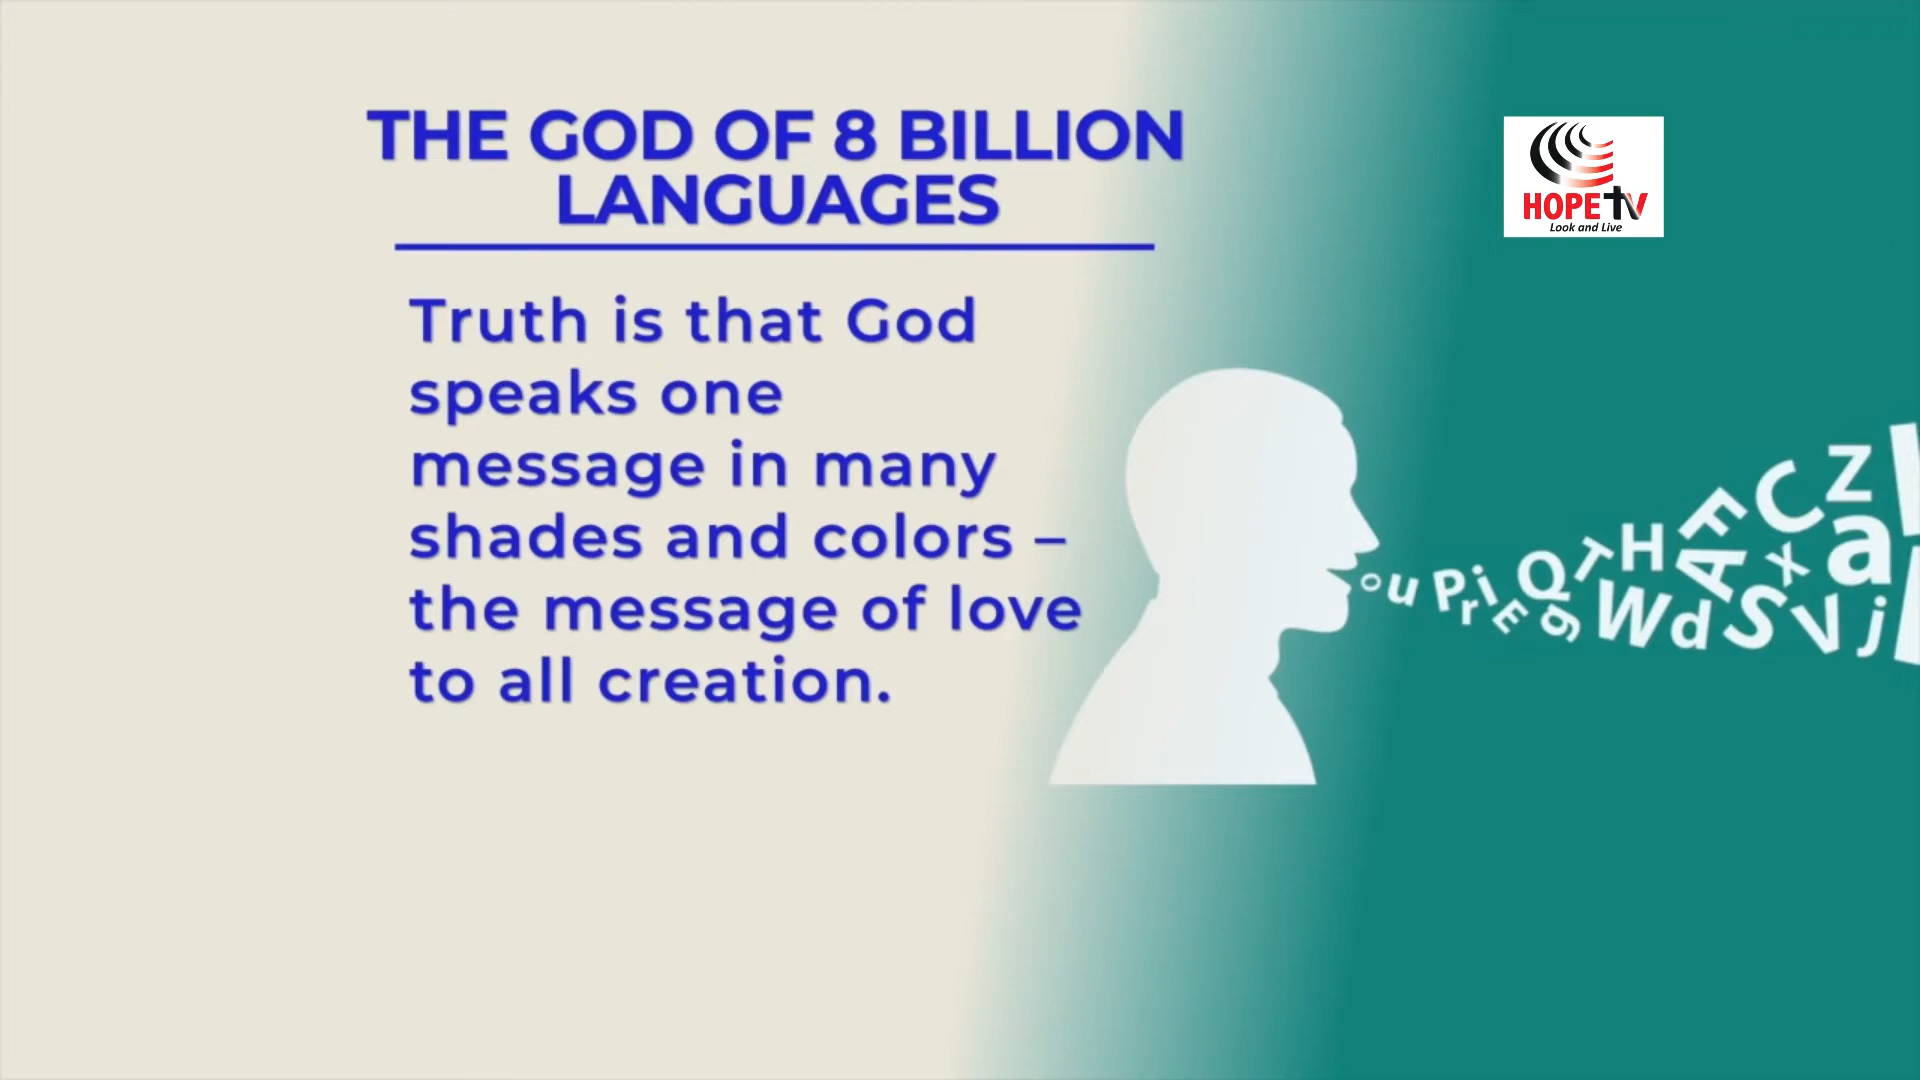 THE GOD OF 8 BILLION
LANGUAGES
Truth is that God
speaks one
message in many
shades and colors –
the message of love
to all creation.
HOPE TV
Look and Live
o u P r i E Q g T H W d F A S C x V Z a j